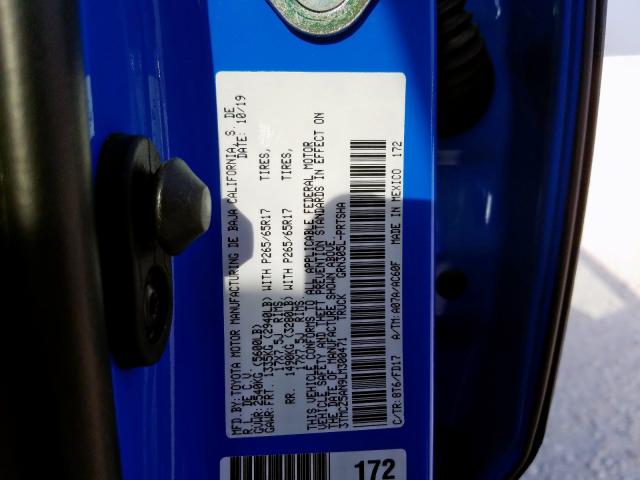 MFD.BY:TOYOTA MOTOR MANUFACTURING DE BAJA CALIFORNIA, S. DE
R.L. DE C.V. DATE: 10/19
GVWR:2540KG(5600LB)
GAWR:FRT. 1335KG (2940LB) WITH P265/65R17 TIRES,
17X7.5J RIMS,
RR. 1490KG (3280LB) WITH P265/65R17 TIRES,
17X7.5J RIMS,
THIS VEHICLE CONFORMS TO ALL APPLICABLE FEDERAL MOTOR
VEHICLE SAFETY AND THEFT PREVENTION STANDARDS IN EFFECT ON
THE DATE OF MANUFACTURE SHOWN ABOVE.
3TMCZ5AN9LM300471 TRUCK GRN305L-PRTSHA
C/TR: 8T6/FD17 A/TM: A07A/AC60F MADE IN MEXICO 172
172